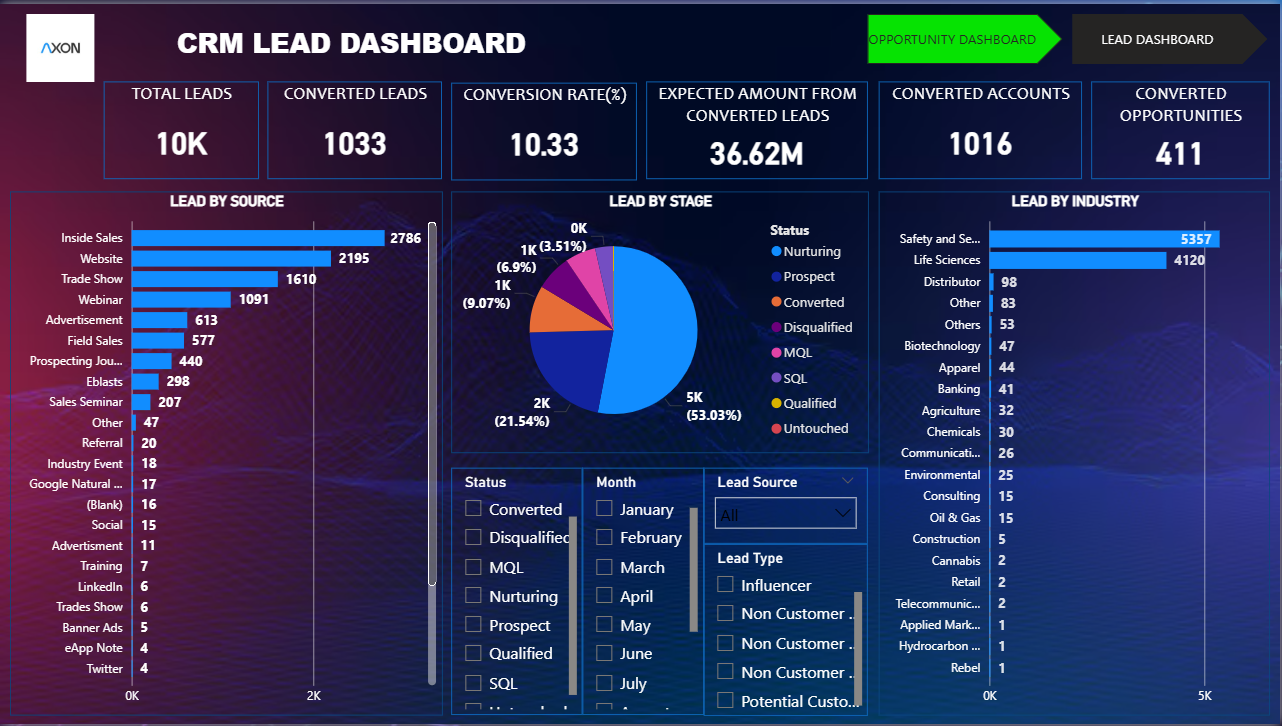 AXON
CRM LEAD DASHBOARD
OPPORTUNITY DASHBOARD
LEAD DASHBOARD
TOTAL LEADS
10K
CONVERTED LEADS
1033
CONVERSION RATE(%)
10.33
EXPECTED AMOUNT FROM
CONVERTED LEADS
36.62M
CONVERTED ACCOUNTS
1016
CONVERTED
OPPORTUNITIES
411
LEAD BY SOURCE
Inside Sales 2786
Website 2195
Trade Show 1610
Webinar 1091
Advertisement 613
Field Sales 577
Prospecting Jou... 440
Eblasts 298
Sales Seminar 207
Other 47
Referral 20
Industry Event 18
Google Natural ... 17
(Blank) 16
Social 15
Advertisment 11
Training 7
LinkedIn 6
Trades Show 6
Banner Ads 5
eApp Note 4
Twitter 4
0K 2K
LEAD BY STAGE
0K
(3.51%)
1K
(6.9%)
1K
(9.07%)
2K
(21.54%)
5K
(53.03%)
Status
Nurturing
Prospect
Converted
Disqualified
MQL
SQL
Qualified
Untouched
Status
Converted
Disqualified
MQL
Nurturing
Prospect
Qualified
SQL
Month
January
February
March
April
May
June
July
Lead Source
All
Lead Type
Influencer
Non Customer ..
Non Customer ..
Non Customer ..
Potential Custo...
LEAD BY INDUSTRY
Safety and Se... 5357
Life Sciences 4120
Distributor 98
Other 83
Others 53
Biotechnology 47
Apparel 44
Banking 41
Agriculture 32
Chemicals 30
Communicati... 26
Environmental 25
Consulting 15
Oil & Gas 15
Construction 5
Cannabis 2
Retail 2
Telecommunic... 2
Applied Mark... 1
Hydrocarbon ... 1
Rebel 1
0K 5K